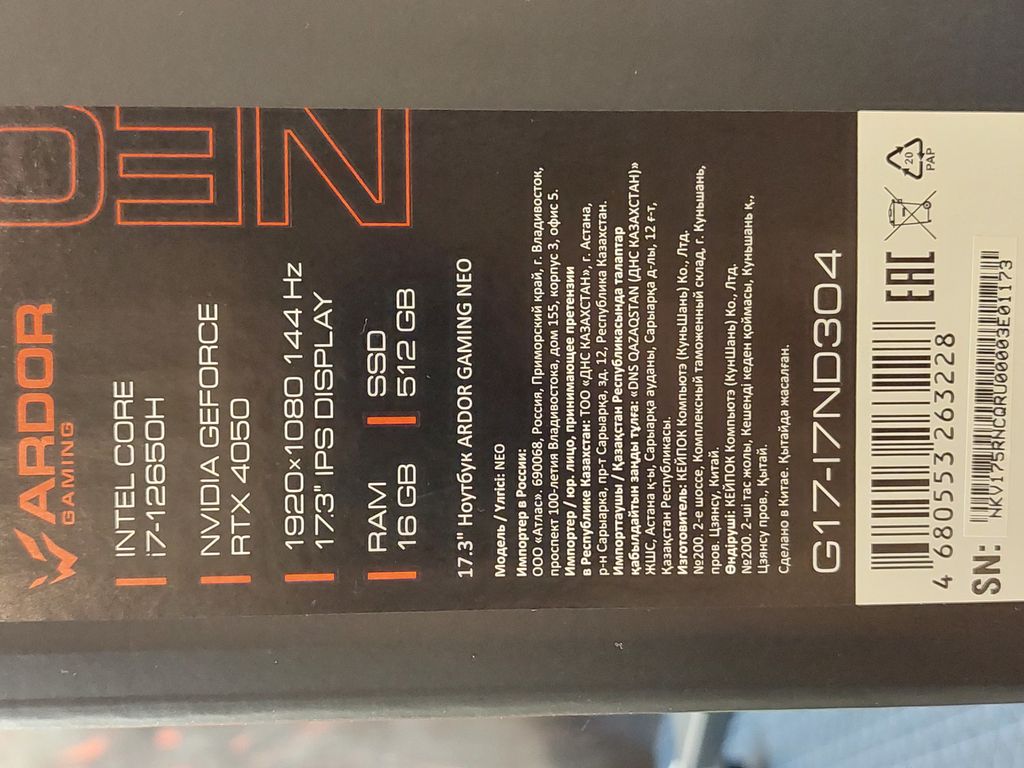 NEO
ARDOR
GAMING
INTEL CORE
i7-12650H
NVIDIA GEFORCE
RTX 4050
1920×1080 144 Hz
17.3" IPS DISPLAY
RAM
16 GB
SSD
512 GB
17.3" Ноутбук ARDOR GAMING NEO
Модель / Үлгісі: NEO
Импортер в России:
ООО «Атлас». 690068, Россия, Приморский край, г. Владивосток,
проспект 100-летия Владивостока, дом 155, корпус 3, офис 5.
Импортер / юр. лицо, принимающее претензии
в Республике Казахстан: ТОО «ДНС КАЗАХСТАН», г. Астана,
р-н Сарыарка, пр-т Сарыарка, зд. 12, Республика Казахстан.
Импорттаушы / Қазақстан Республикасында талаптар
қабылдайтын заңды тұлға: «DNS QAZAQSTAN (ДНС КАЗАХСТАН)»
ЖШС, Астана қ-сы, Сарыарқа ауданы, Сарыарқа д-лы, 12 ғ-т,
Қазақстан Республикасы.
Изготовитель: КЕЙПОК Компьютэ (КуньШань) Ко., Лтд.
№200. 2-е шоссе, Комплексный таможенный склад, г. Куньшань,
пров. Цзянсу, Китай.
Өндіруші: КЕЙПОК Компьютэ (КунШань) Ко., Лтд.
№200. 2-ші тас жолы, Кешенді кеден қоймасы, Куньшань қ.,
Цзянсу пров., Қытай.
Сделано в Китае. Қытайда жасалған.
G17-I7ND304
4 680553 263228
EAC
20
PAP
SN:
NKV175RNCQRU00003E01173